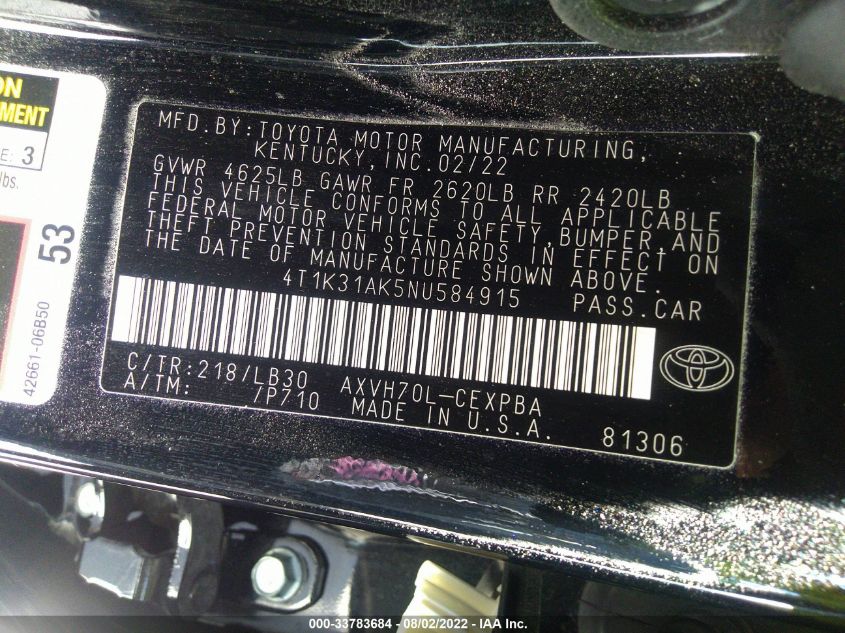 ON
MENT
E: 3
lbs.
53
42661-06B50
MFD.BY:TOYOTA MOTOR MANUFACTURING,
KENTUCKY,INC.02/22
GVWR 4625LB GAWR FR 2620LB RR 2420LB
THIS VEHICLE CONFORMS TO ALL APPLICABLE
FEDERAL MOTOR VEHICLE SAFETY,BUMPER,AND
THEFT PREVENTION STANDARDS IN EFFECT ON
THE DATE OF MANUFACTURE SHOWN ABOVE.
4T1K31AK5NU584915 PASS.CAR
C/TR:218/LB30 AXVH70L-CEXPBA
A/TM: /P710 MADE IN U.S.A.
81306
000-33783684 - 08/02/2022 - IAA Inc.